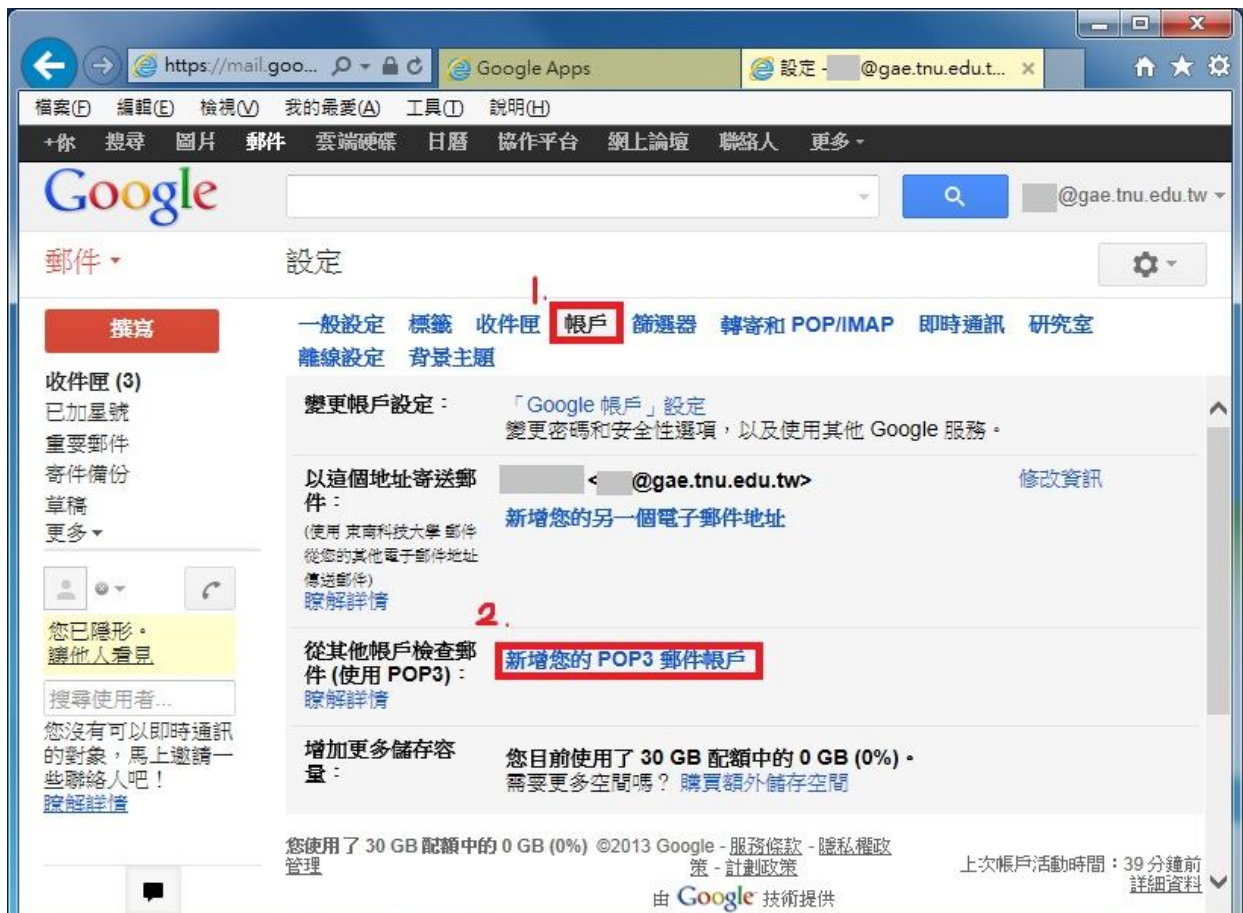 https://mail.goo... Google Apps 設定 - @gae.tnu.edu.t...
檔案(F) 編輯(E) 檢視(V) 我的最愛(A) 工具(T) 說明(H)
+你 搜尋 圖片 郵件 雲端硬碟 日曆 協作平台 網上論壇 聯絡人 更多
Google @gae.tnu.edu.tw
郵件 設定
1.
撰寫
一般設定 標籤 收件匣 帳戶 篩選器 轉寄和 POP/IMAP 即時通訊 研究室
離線設定 背景主題
收件匣 (3)
已加星號
重要郵件
寄件備份
草稿
更多
您已隱形。
讓他人看見
搜尋使用者...
您沒有可以即時通訊
的對象，馬上邀請一
些聯絡人吧！
瞭解詳情
變更帳戶設定：
「Google 帳戶」設定
變更密碼和安全性選項，以及使用其他 Google 服務。
以這個地址寄送郵
件：
(使用 東南科技大學 郵件
從您的其他電子郵件地址
傳送郵件)
瞭解詳情
< @gae.tnu.edu.tw>
修改資訊
新增您的另一個電子郵件地址
2.
從其他帳戶檢查郵
件 (使用 POP3)：
瞭解詳情
新增您的 POP3 郵件帳戶
增加更多儲存容
量：
您目前使用了 30 GB 配額中的 0 GB (0%)。
需要更多空間嗎？ 購買額外儲存空間
您使用了 30 GB 配額中的 0 GB (0%)
管理
©2013 Google - 服務條款 - 隱私權政
策 - 計劃政策
由 Google 技術提供
上次帳戶活動時間：39 分鐘前
詳細資料